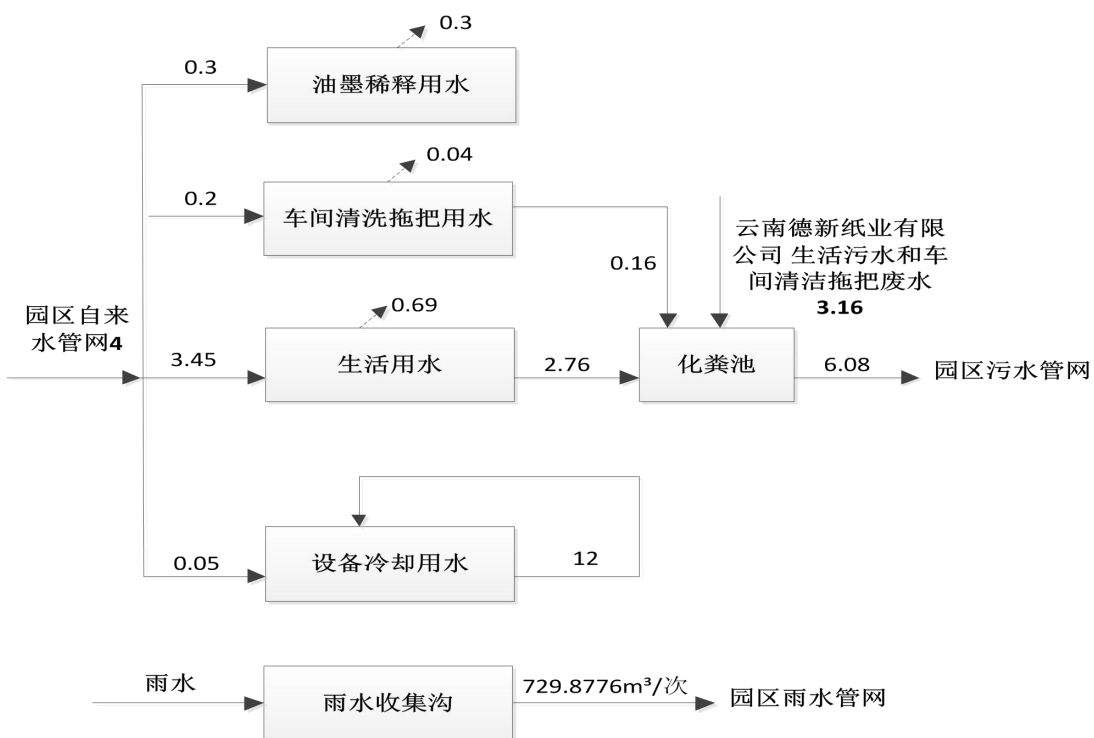 0.3
0.3
油墨稀释用水
0.04
0.2
车间清洗拖把用水
0.16
云南德新纸业有限
公司 生活污水和车
间清洁拖把废水
3.16
园区自来
水管网4
0.69
3.45
生活用水
2.76
化粪池
6.08
园区污水管网
0.05
设备冷却用水
12
雨水
雨水收集沟
729.8776m³/次
园区雨水管网